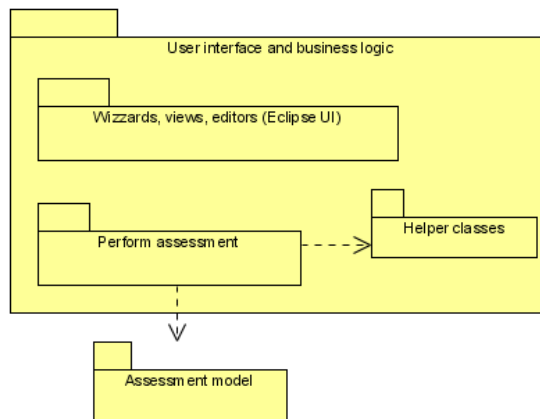 User interface and business logic
Wizzards, views, editors (Eclipse UI)
Perform assessment
Helper classes
Assessment model